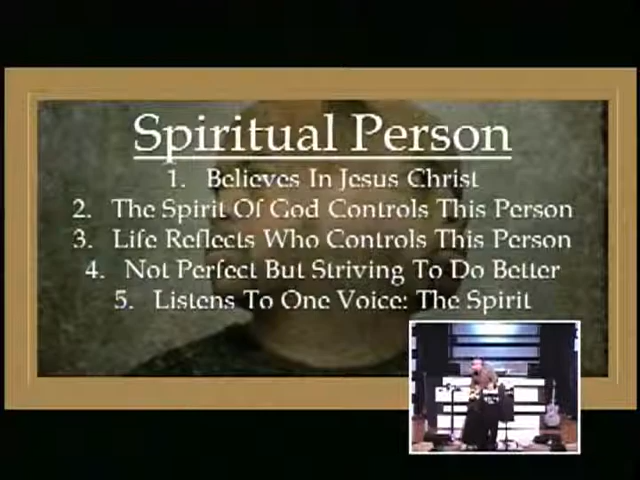 Spiritual Person
1. Believes In Jesus Christ
2. The Spirit Of God Controls This Person
3. Life Reflects Who Controls This Person
4. Not Perfect But Striving To Do Better
5. Listens To One Voice: The Spirit